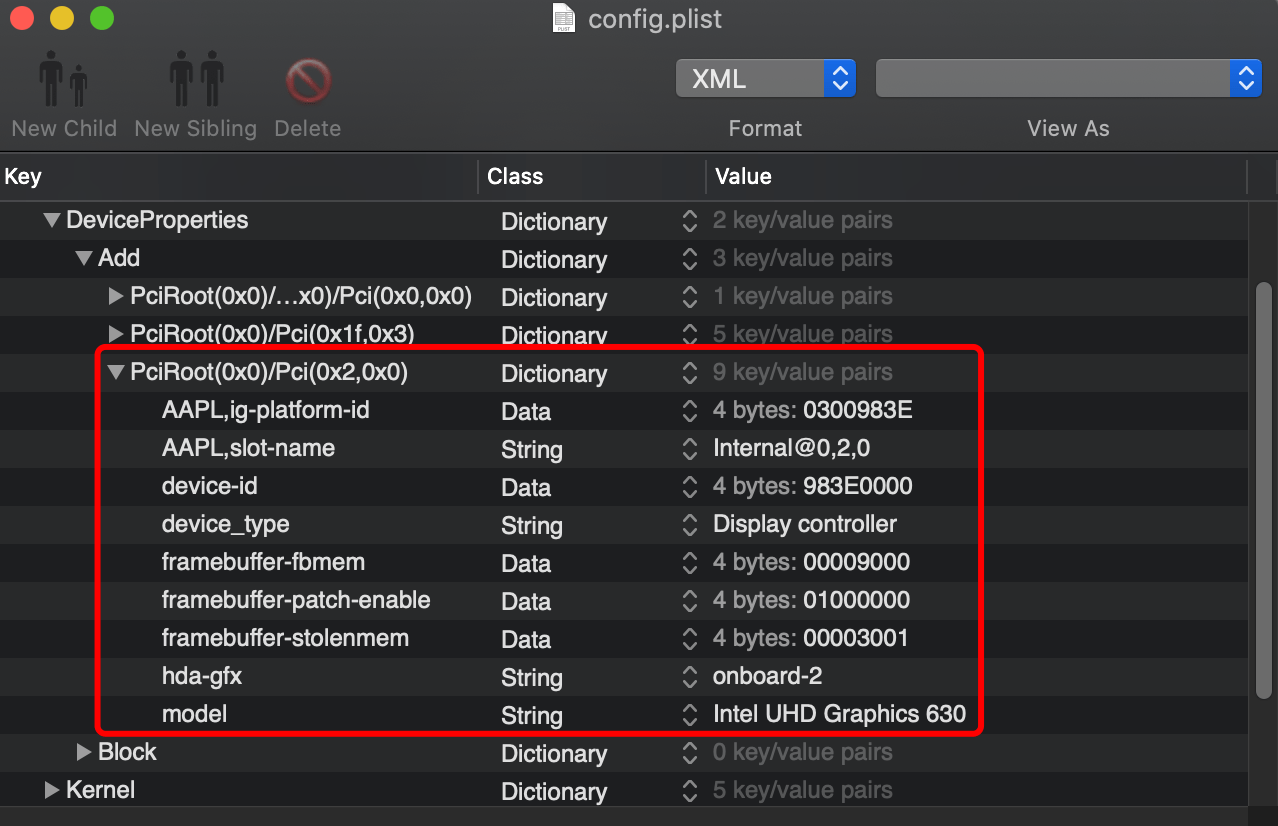 config.plist
PLIST
XML
New Child New Sibling Delete Format View As
Key Class Value
DeviceProperties Dictionary 2 key/value pairs
Add Dictionary 3 key/value pairs
PciRoot(0x0)/…x0)/Pci(0x0,0x0) Dictionary 1 key/value pairs
PciRoot(0x0)/Pci(0x1f,0x3) Dictionary 5 key/value pairs
PciRoot(0x0)/Pci(0x2,0x0) Dictionary 9 key/value pairs
AAPL,ig-platform-id Data 4 bytes: 0300983E
AAPL,slot-name String Internal@0,2,0
device-id Data 4 bytes: 983E0000
device_type String Display controller
framebuffer-fbmem Data 4 bytes: 00009000
framebuffer-patch-enable Data 4 bytes: 01000000
framebuffer-stolenmem Data 4 bytes: 00003001
hda-gfx String onboard-2
model String Intel UHD Graphics 630
Block Dictionary 0 key/value pairs
Kernel Dictionary 5 key/value pairs